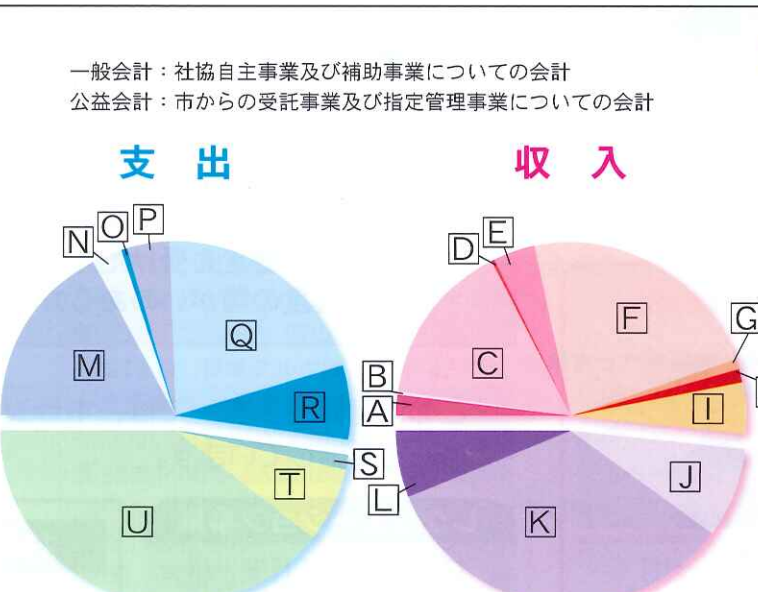 一般会計：社協自主事業及び補助事業についての会計
公益会計：市からの受託事業及び指定管理事業についての会計
支 出
収 入
N O P
M
Q
R
S
T
U
D E
F
G
C
B
A
I
J
L
K